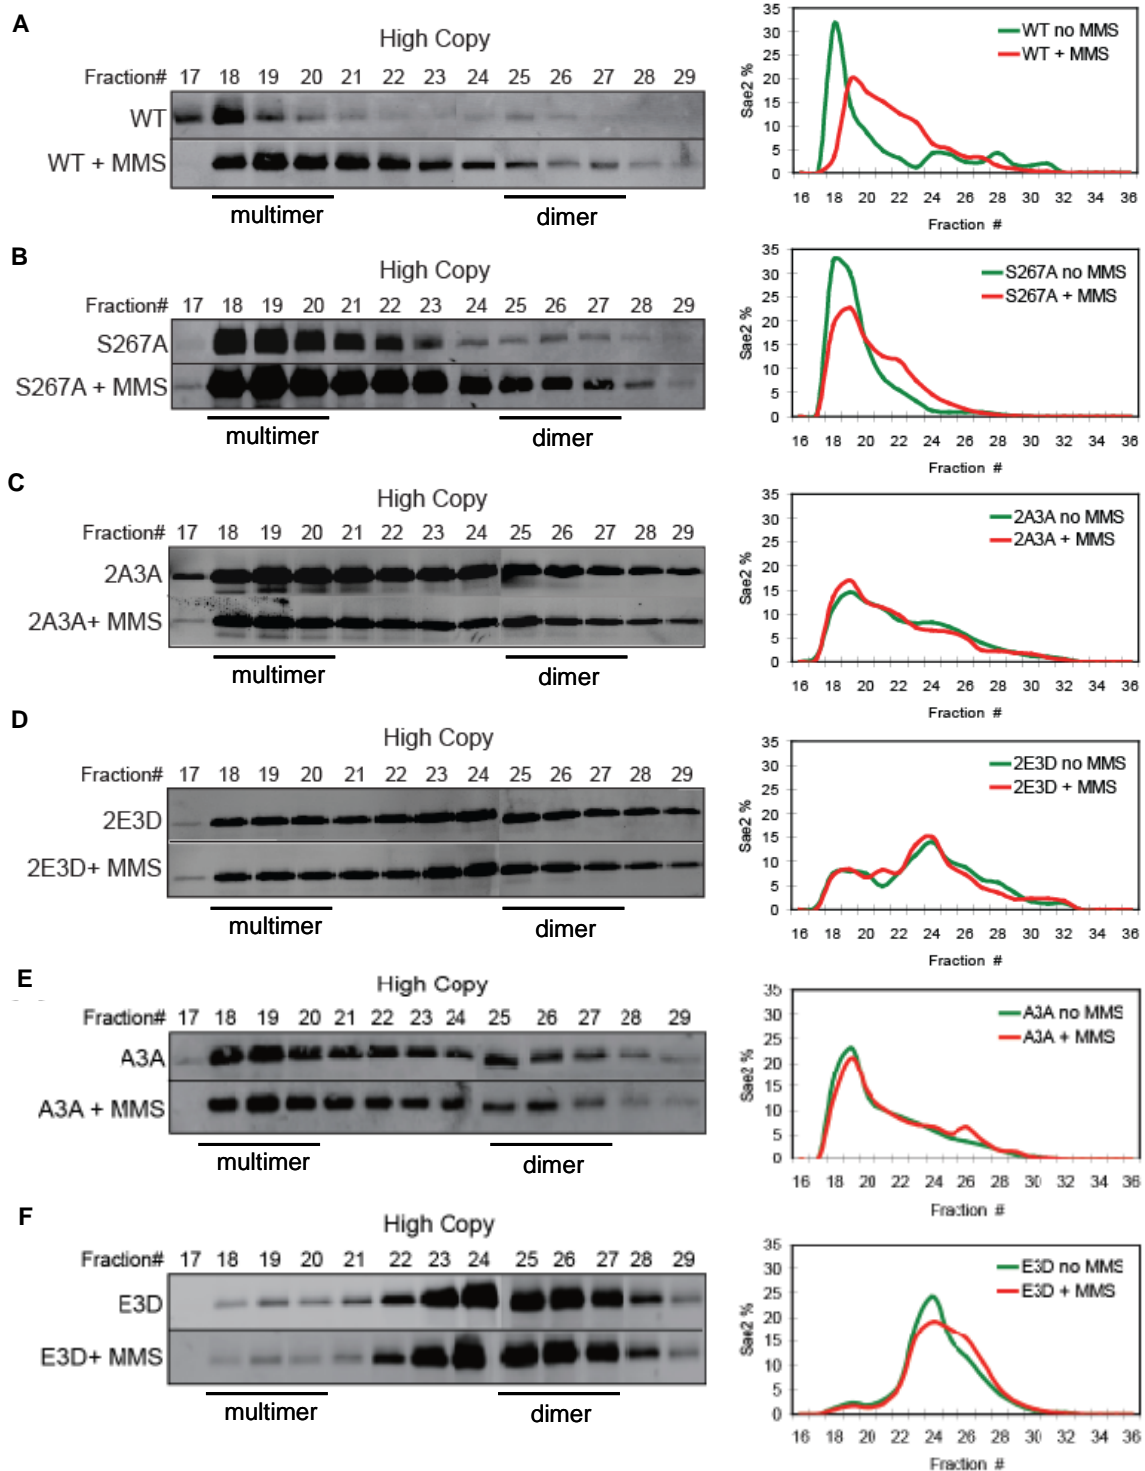 A
High Copy
Fraction# 17 18 19 20 21 22 23 24 25 26 27 28 29
WT
WT + MMS
multimer dimer
35
30
25
20
15
10
5
0
Sae2 %
WT no MMS
WT + MMS
16 18 20 22 24 26 28 30 32 34 36
Fraction #
B
High Copy
Fraction# 17 18 19 20 21 22 23 24 25 26 27 28 29
S267A
S267A + MMS
multimer dimer
35
30
25
20
15
10
5
0
Sae2 %
S267A no MMS
S267A + MMS
16 18 20 22 24 26 28 30 32 34 36
Fraction #
C
High Copy
Fraction# 17 18 19 20 21 22 23 24 25 26 27 28 29
2A3A
2A3A+ MMS
multimer dimer
35
30
25
20
15
10
5
0
Sae2 %
2A3A no MMS
2A3A + MMS
16 18 20 22 24 26 28 30 32 34 36
Fraction #
D
High Copy
Fraction# 17 18 19 20 21 22 23 24 25 26 27 28 29
2E3D
2E3D+ MMS
multimer dimer
35
30
25
20
15
10
5
0
Sae2 %
2E3D no MMS
2E3D + MMS
16 18 20 22 24 26 28 30 32 34 36
Fraction #
E
High Copy
Fraction# 17 18 19 20 21 22 23 24 25 26 27 28 29
A3A
A3A + MMS
multimer dimer
35
30
25
20
15
10
5
0
Sae2 %
A3A no MMS
A3A + MMS
16 18 20 22 24 26 28 30 32 34 36
Fraction #
F
High Copy
Fraction# 17 18 19 20 21 22 23 24 25 26 27 28 29
E3D
E3D+ MMS
multimer dimer
35
30
25
20
15
10
5
0
Sae2 %
E3D no MMS
E3D + MMS
16 18 20 22 24 26 28 30 32 34 36
Fraction #